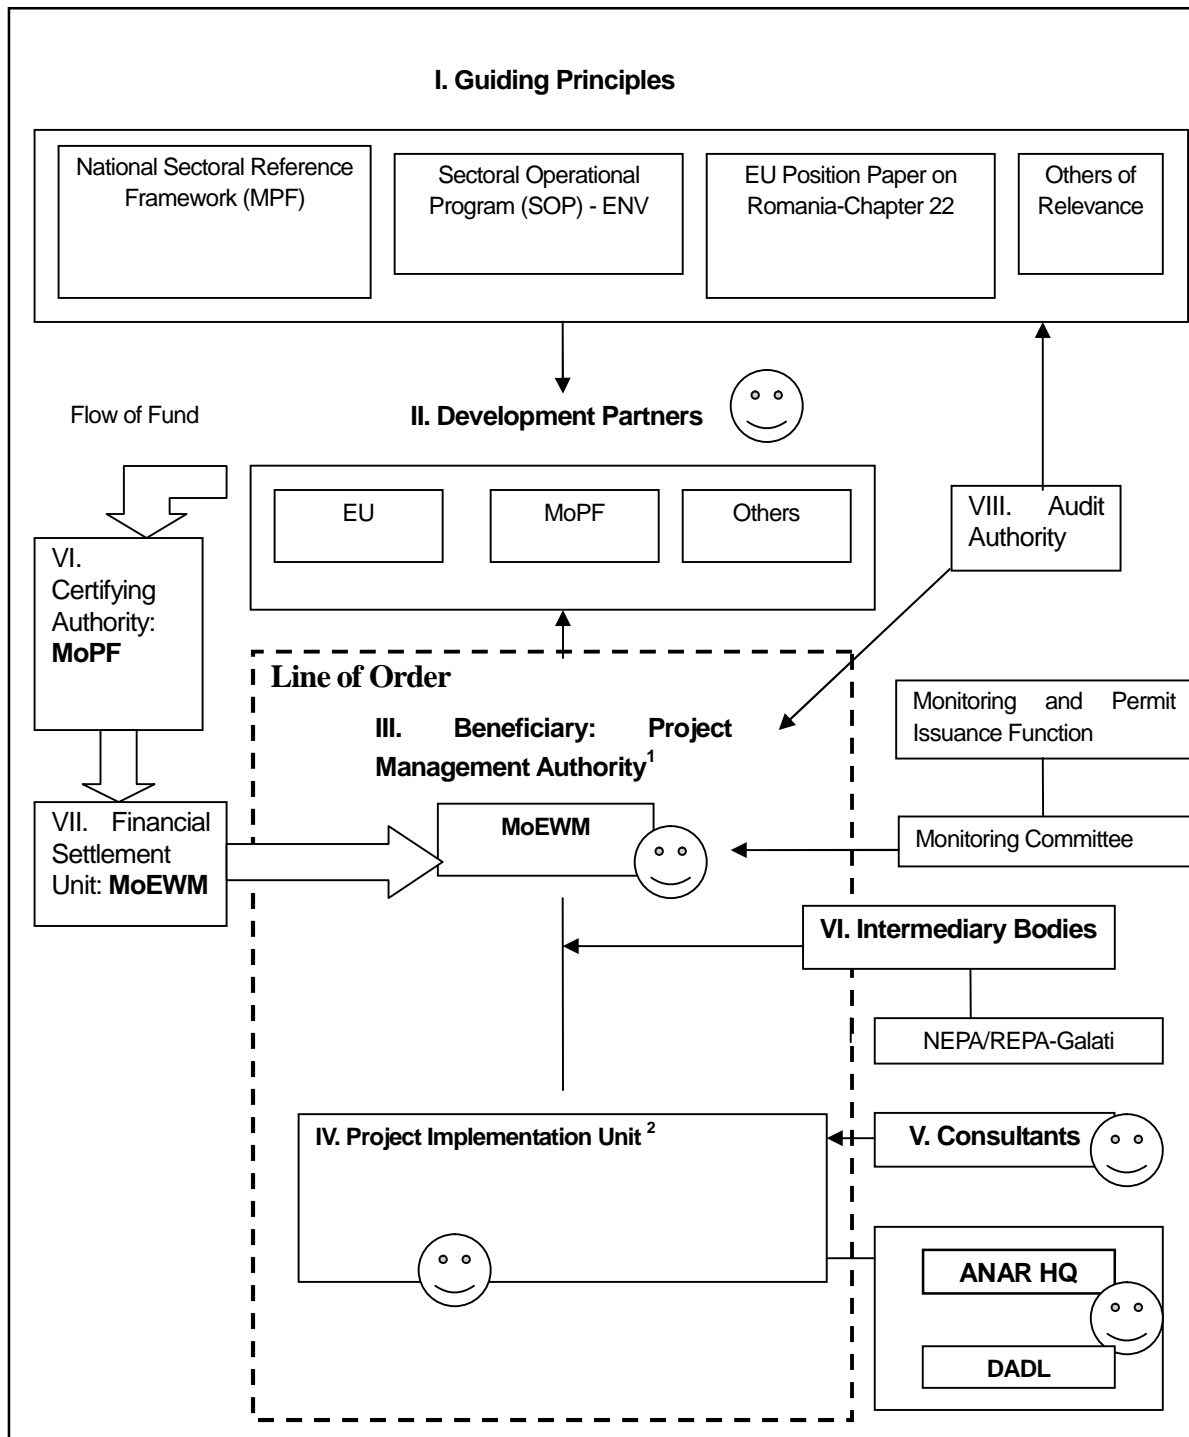 I. Guiding Principles
National Sectoral Reference
Framework (MPF)
Sectoral Operational
Program (SOP) - ENV
EU Position Paper on
Romania-Chapter 22
Others of
Relevance
Flow of Fund
II. Development Partners
EU
MoPF
Others
VIII. Audit
Authority
VI.
Certifying
Authority:
MoPF
Line of Order
III. Beneficiary: Project
Management Authority1
Monitoring and Permit
Issuance Function
VII. Financial
Settlement
Unit: MoEWM
MoEWM
Monitoring Committee
VI. Intermediary Bodies
NEPA/REPA-Galati
IV. Project Implementation Unit 2
V. Consultants
ANAR HQ
DADL